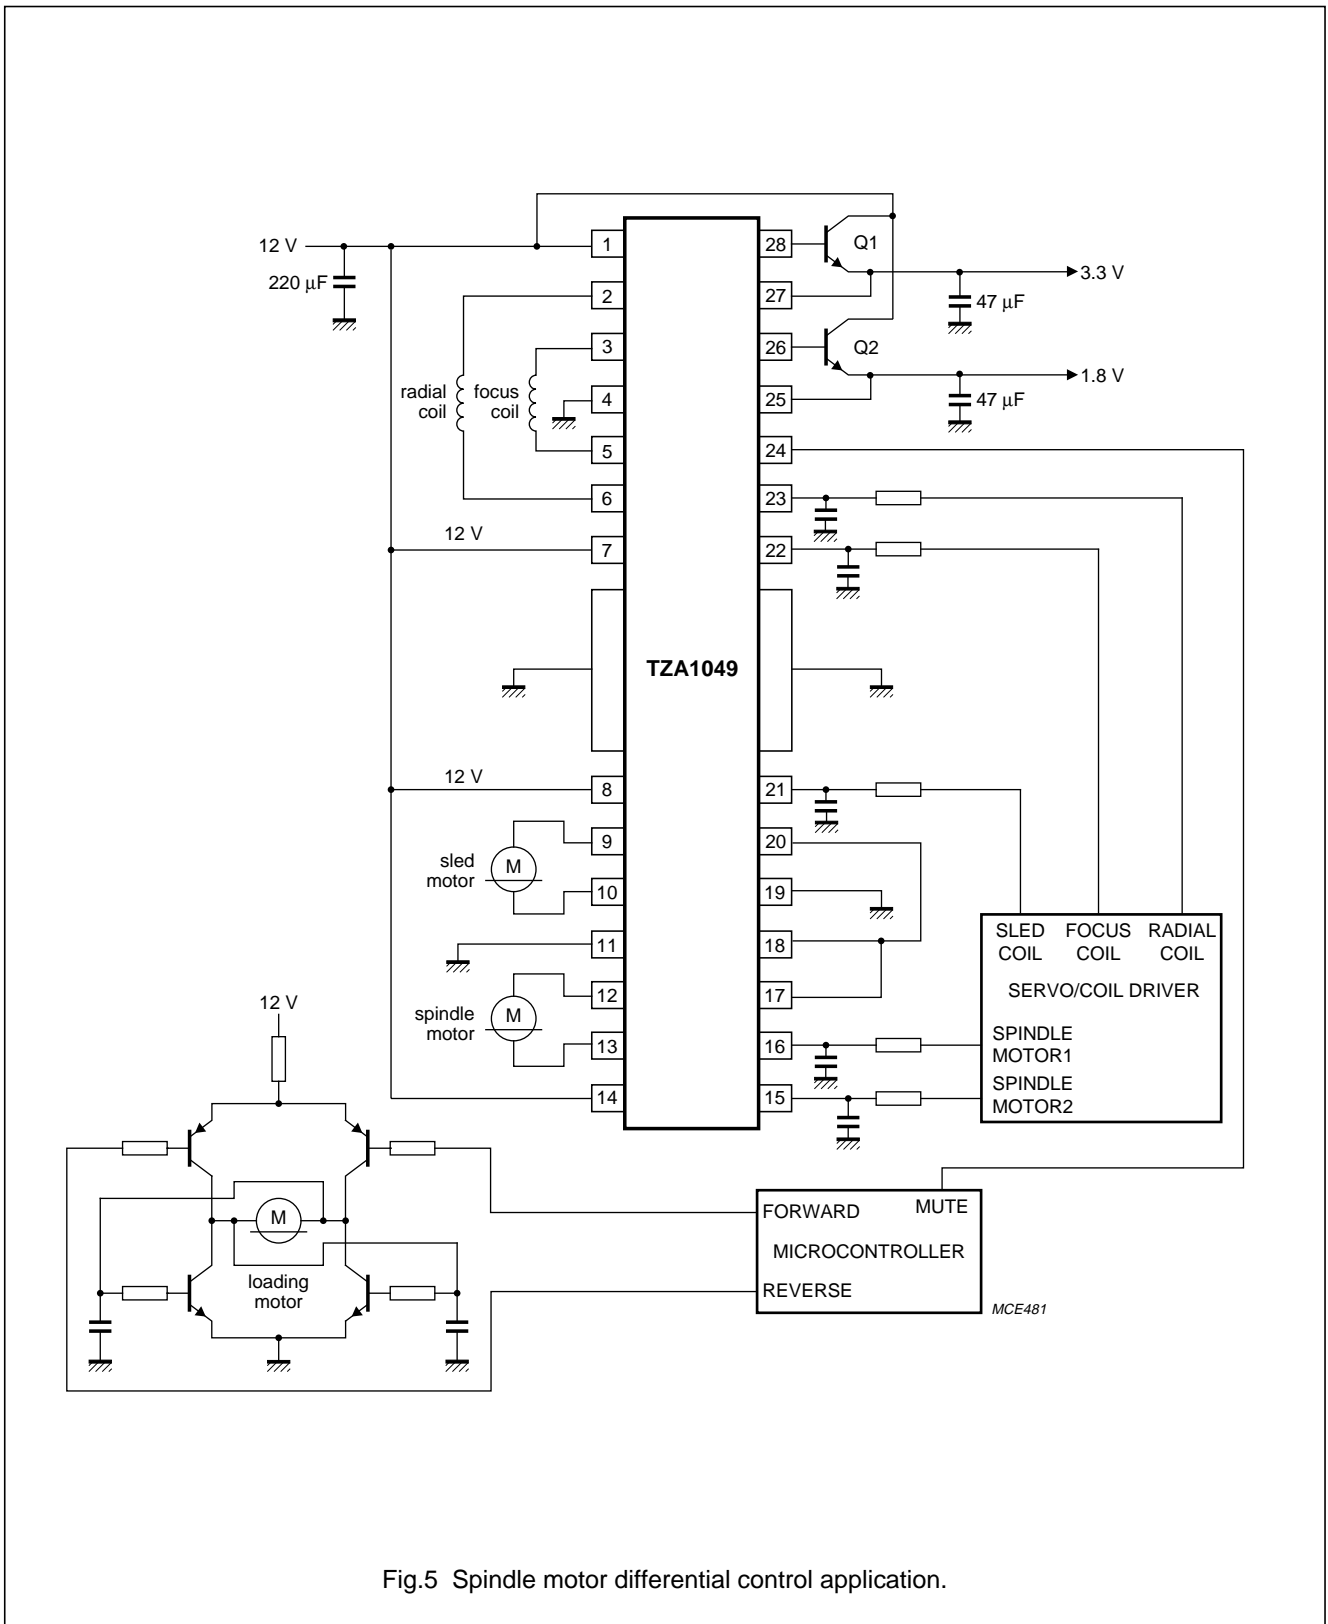 12 V
220 µF
1
28
Q1
3.3 V
2
27
47 µF
3
26
Q2
radial
coil
focus
coil
4
25
1.8 V
47 µF
5
24
6
23
12 V
7
22
TZA1049
12 V
8
21
9
20
sled
motor
M
10
19
11
18
SLED
COIL
FOCUS
COIL
RADIAL
COIL
SERVO/COIL DRIVER
12
17
spindle
motor
M
13
16
SPINDLE
MOTOR1
14
15
SPINDLE
MOTOR2
12 V
M
loading
motor
FORWARD
MUTE
MICROCONTROLLER
REVERSE
MCE481
Fig.5 Spindle motor differential control application.